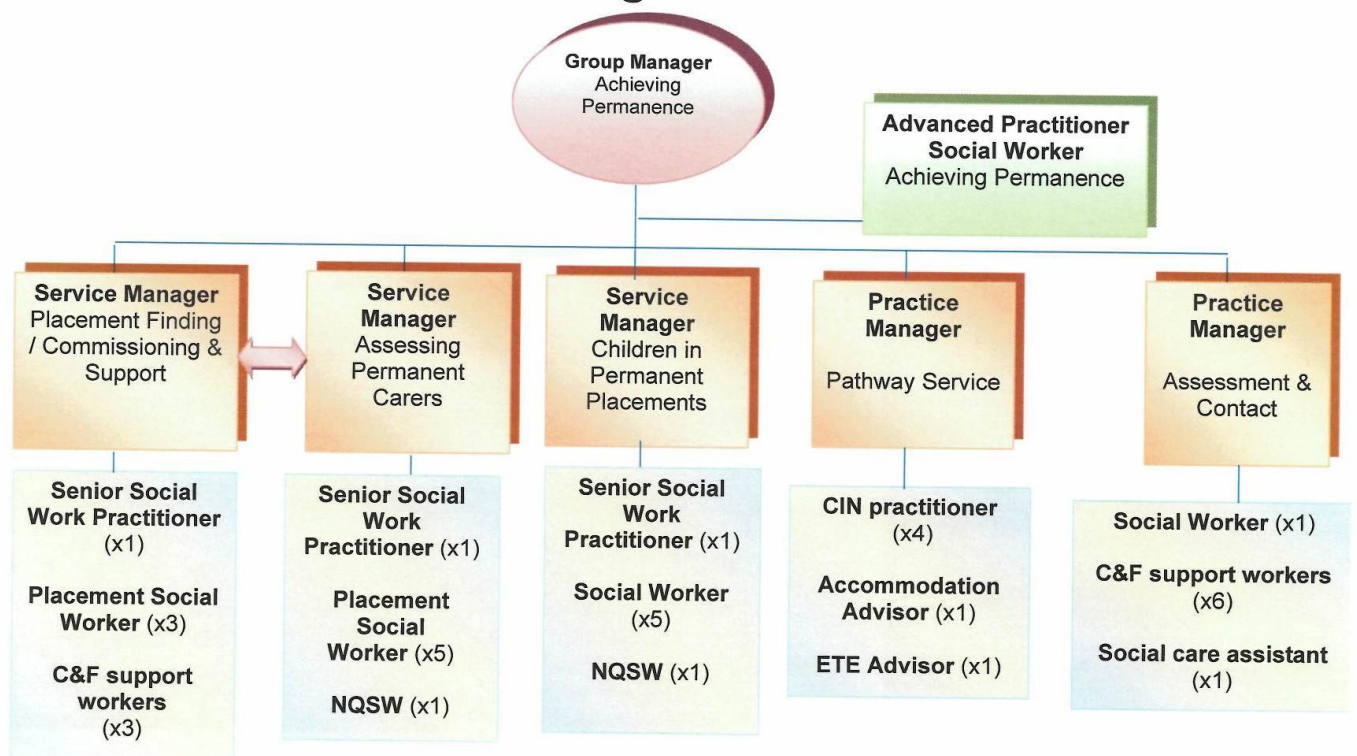 Group Manager
Achieving
Permanence
Advanced Practitioner
Social Worker
Achieving Permanence
Service Manager
Placement Finding
/ Commissioning &
Support
Service
Manager
Assessing
Permanent
Carers
Service
Manager
Children in
Permanent
Placements
Practice
Manager
Pathway Service
Practice
Manager
Assessment &
Contact
Senior Social
Work Practitioner
(x1)
Placement Social
Worker (x3)
C&F support
workers
(x3)
Senior Social
Work
Practitioner (x1)
Placement
Social
Worker (x5)
NQSW (x1)
Senior Social
Work
Practitioner (x1)
Social Worker
(x5)
NQSW (x1)
CIN practitioner
(x4)
Accommodation
Advisor (x1)
ETE Advisor (x1)
Social Worker (x1)
C&F support workers
(x6)
Social care assistant
(x1)